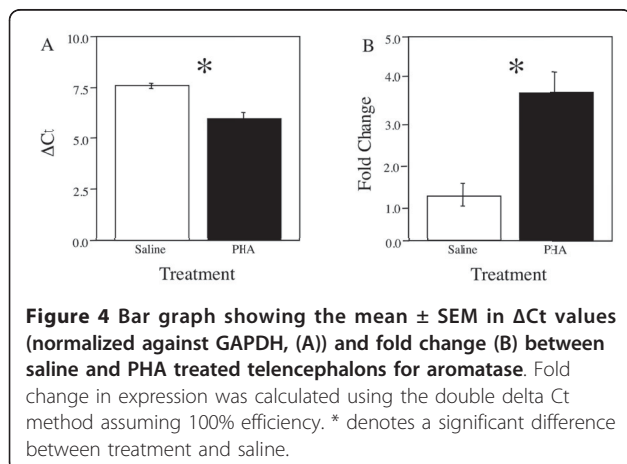 A
B
10.0
7.5
5.0
2.5
0.0
ΔCt
*
Saline
PHA
Treatment
5.0
4.0
3.0
2.0
1.0
0.0
Fold Change
*
Saline
PHA
Treatment
Figure 4 Bar graph showing the mean ± SEM in ΔCt values
(normalized against GAPDH, (A)) and fold change (B) between
saline and PHA treated telencephalons for aromatase. Fold
change in expression was calculated using the double delta Ct
method assuming 100% efficiency. * denotes a significant difference
between treatment and saline.